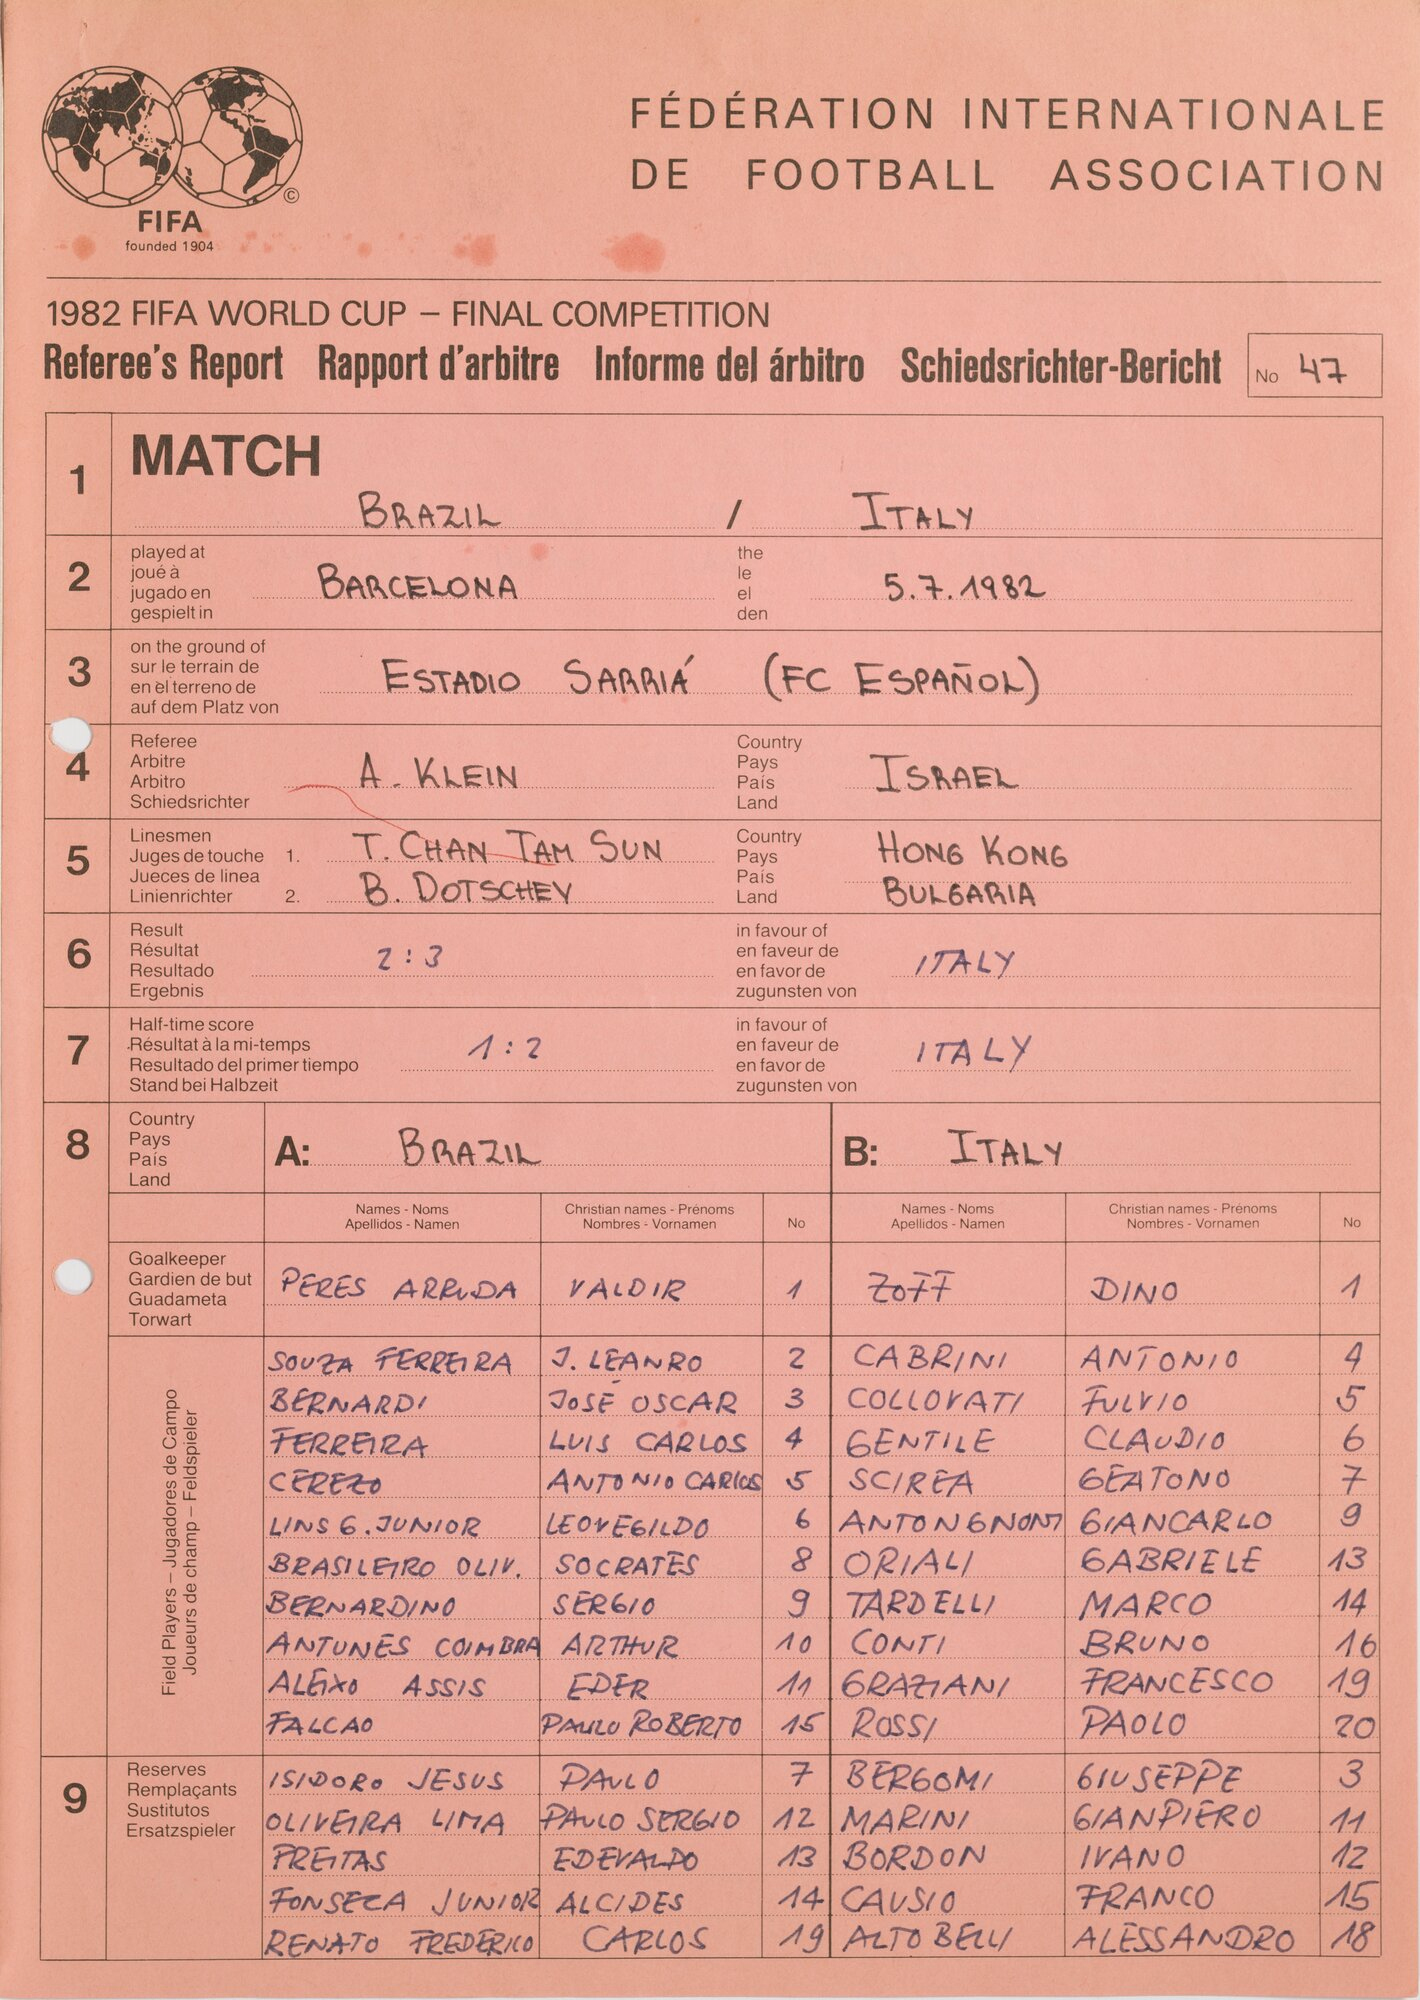 FÉDÉRATION INTERNATIONALE
DE FOOTBALL ASSOCIATION
©
FIFA
founded 1904
1982 FIFA WORLD CUP – FINAL COMPETITION
Referee's Report Rapport d'arbitre Informe del árbitro Schiedsrichter-Bericht No 47
1 MATCH
BRAZIL / ITALY
2 played at joué à jugado en gespielt in BARCELONA the le el den 5.7.1982
3 on the ground of sur le terrain de en el terreno de auf dem Platz von ESTADIO SARRIÁ (FC ESPAÑOL)
4 Referee Arbitre Arbitro Schiedsrichter A. KLEIN Country Pays País Land ISRAEL
5 Linesmen Juges de touche Jueces de linea Linienrichter 1. T. CHAN TAM SUN Country Pays País Land HONG KONG
2. B. DOTSCHEV BULGARIA
6 Result Résultat Resultado Ergebnis 2:3 in favour of en faveur de en favor de zugunsten von ITALY
7 Half-time score Résultat à la mi-temps Resultado del primer tiempo Stand bei Halbzeit 1:2 in favour of en faveur de en favor de zugunsten von ITALY
8 Country Pays País Land A: BRAZIL B: ITALY
Names - Noms Apellidos - Namen Christian names - Prénoms Nombres - Vornamen No Names - Noms Apellidos - Namen Christian names - Prénoms Nombres - Vornamen No
Goalkeeper Gardien de but Guadameta Torwart PERES ARRUDA VALDIR 1 ZOFF DINO 1
Field Players – Jugadores de Campo
Joueurs de champ – Feldspieler
SOUZA FERREIRA J. LEANRO 2 CABRINI ANTONIO 4
BERNARDI JOSÉ OSCAR 3 COLLOVATI FULVIO 5
FERREIRA LUIS CARLOS 4 GENTILE CLAUDIO 6
CEREZO ANTONIO CARLOS 5 SCIREA GEATONO 7
LINS G. JUNIOR LEOVEGILDO 6 ANTONGNONI GIANCARLO 9
BRASILEIRO OLIV. SOCRATES 8 ORIALI GABRIELE 13
BERNARDINO SERGIO 9 TARDELLI MARCO 14
ANTUNES COIMBRA ARTHUR 10 CONTI BRUNO 16
ALEIXO ASSIS EDER 11 GRAZIANI FRANCESCO 19
FALCAO PAULO ROBERTO 15 ROSSI PAOLO 20
9 Reserves Remplaçants Sustitutos Ersatzspieler
ISIDORO JESUS PAULO 7 BERGOMI GIUSEPPE 3
OLIVEIRA LIMA PAULO SERGIO 12 MARINI GIANPIERO 11
FREITAS EDEVALDO 13 BORDON IVANO 12
FONSECA JUNIOR ALCIDES 14 CAUSIO FRANCO 15
RENATO FREDERICO CARLOS 19 ALTOBELLI ALESSANDRO 18